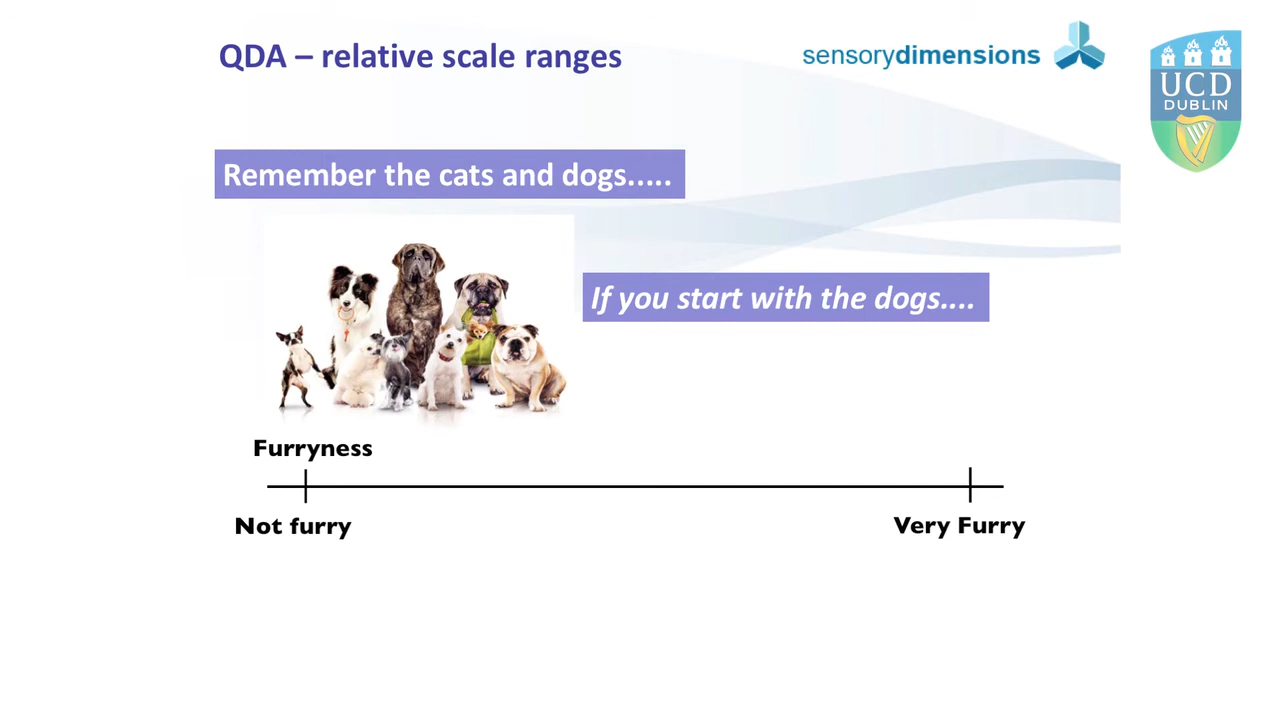 QDA – relative scale ranges
sensorydimensions
UCD
DUBLIN
Remember the cats and dogs.....
If you start with the dogs....
Furryness
Not furry
Very Furry